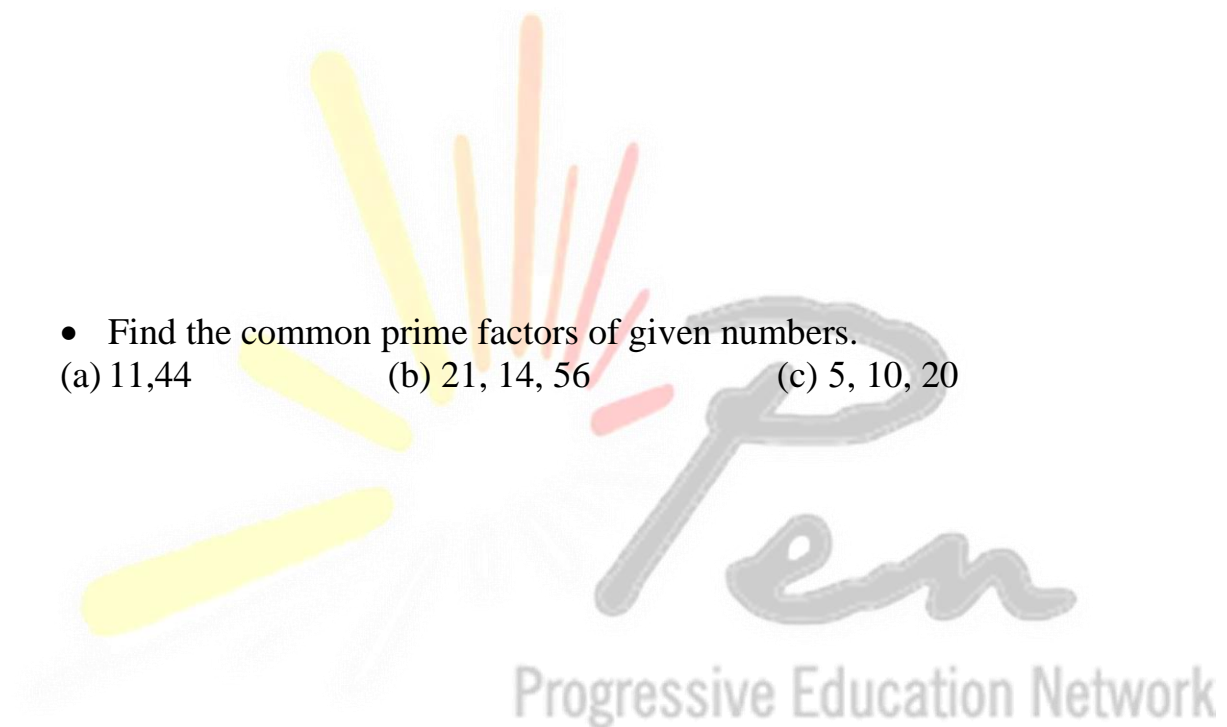 • Find the common prime factors of given numbers.
(a) 11,44 (b) 21, 14, 56 (c) 5, 10, 20
Pen
Progressive Education Network